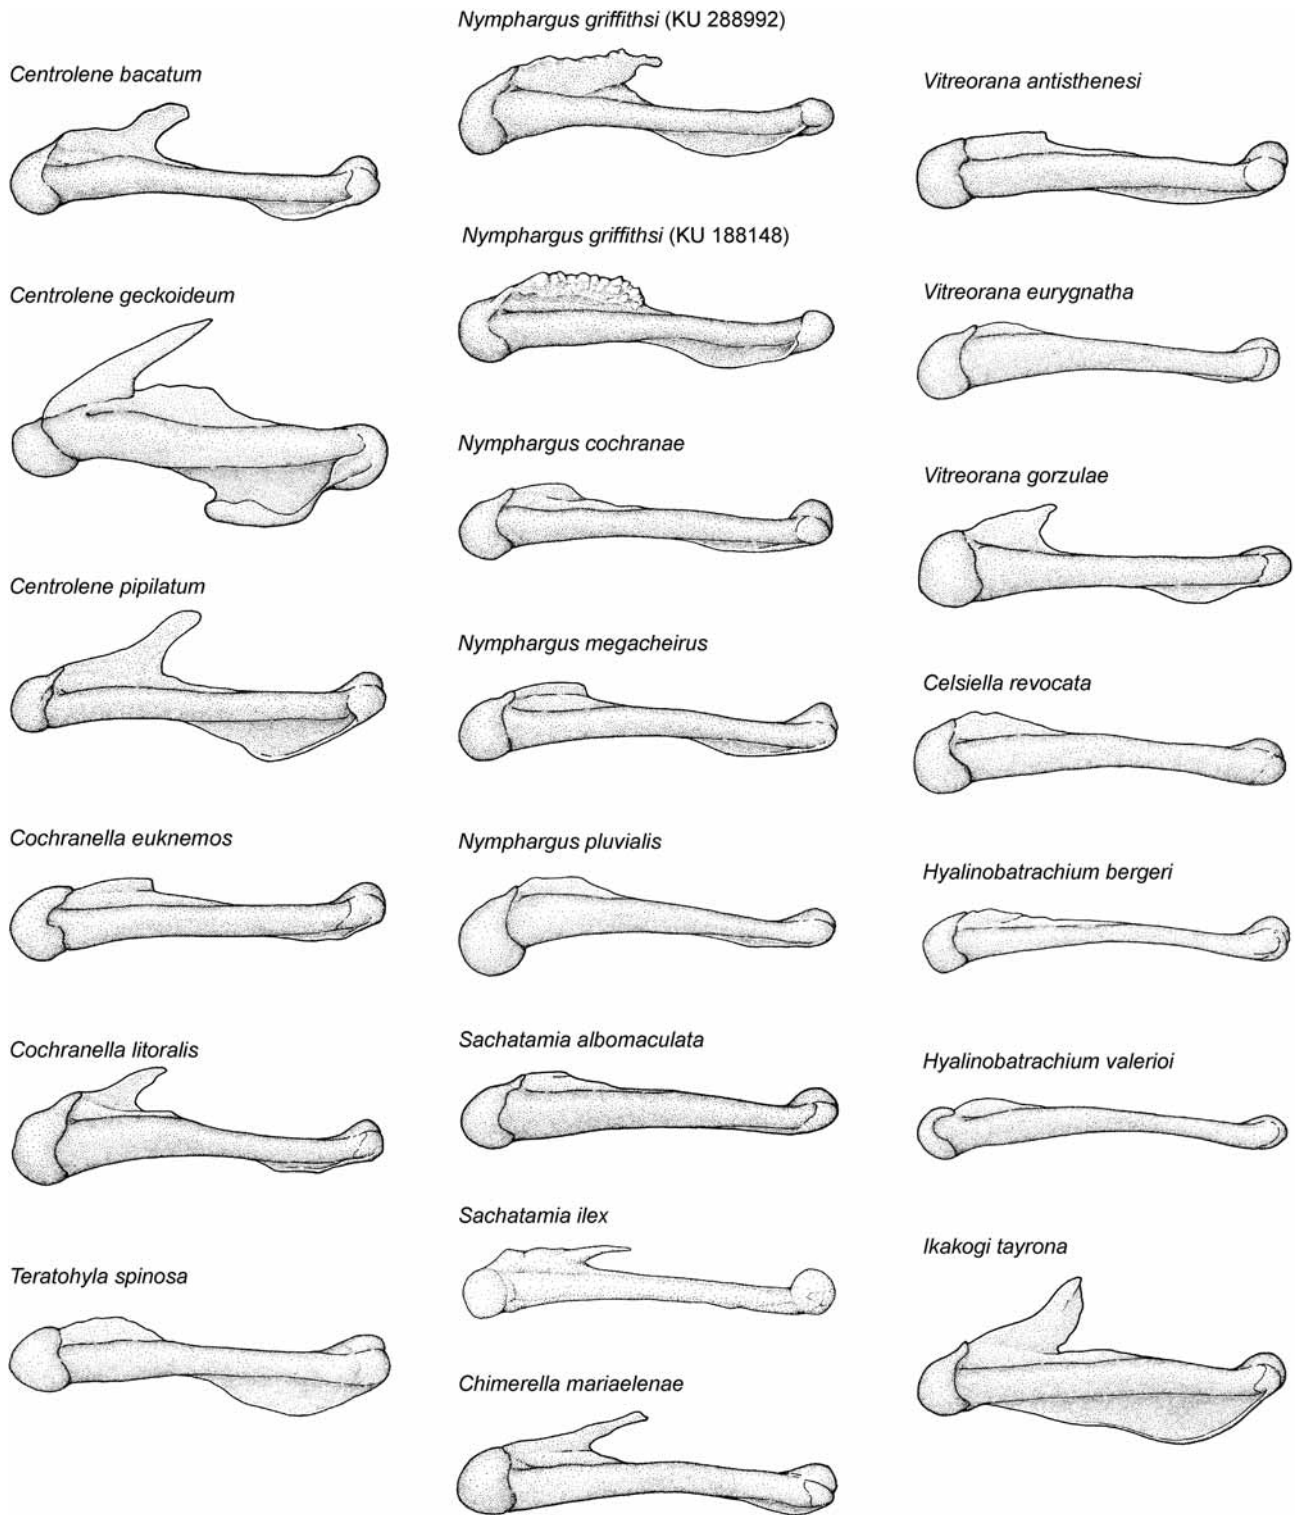 Centrolene bacatum
Centrolene geckoideum
Centrolene pipilatum
Cochranella euknemos
Cochranella litoralis
Teratohyla spinosa
Nymphargus griffithsi (KU 288992)
Nymphargus griffithsi (KU 188148)
Nymphargus cochranae
Nymphargus megacheirus
Nymphargus pluvialis
Sachatamia albomaculata
Sachatamia ilex
Chimerella mariaelenae
Vitreorana antisthenesi
Vitreorana eurygnatha
Vitreorana gorzulae
Celsiella revocata
Hyalinobatrachium bergeri
Hyalinobatrachium valerioi
Ikakogi tayrona